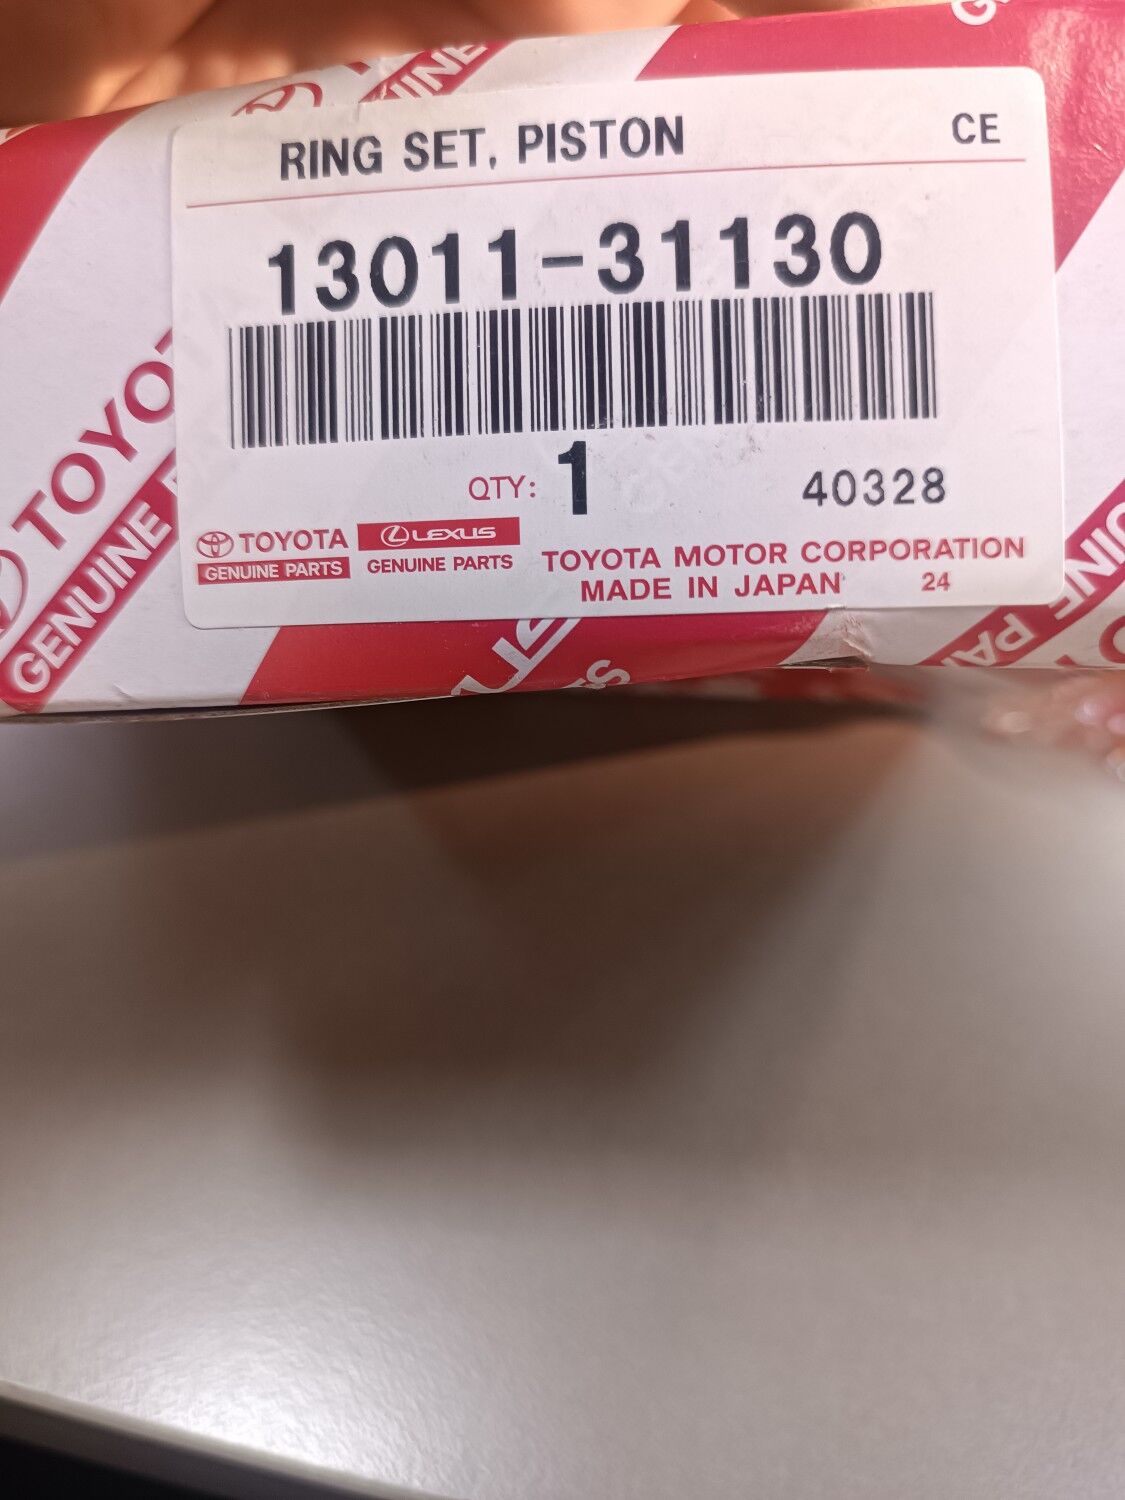 RING SET, PISTON CE
13011-31130
QTY: 1 40328
TOYOTA LEXUS
GENUINE PARTS GENUINE PARTS
TOYOTA MOTOR CORPORATION
MADE IN JAPAN 24
TOYO
GENUINE